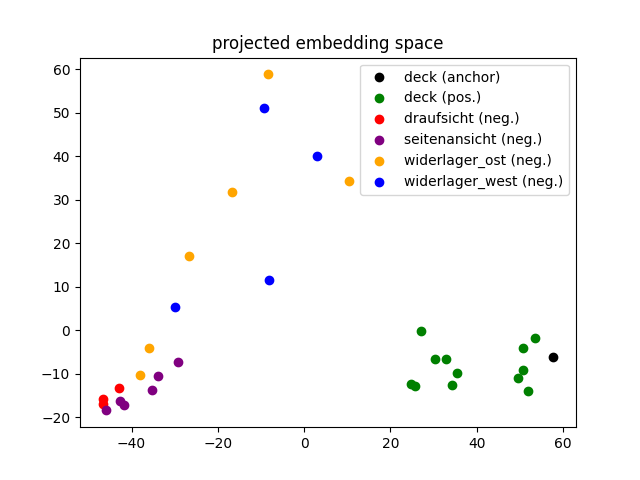 projected embedding space
deck (anchor)
deck (pos.)
draufsicht (neg.)
seitenansicht (neg.)
widerlager_ost (neg.)
widerlager_west (neg.)
60
50
40
30
20
10
0
−10
−20
−40
−20
0
20
40
60